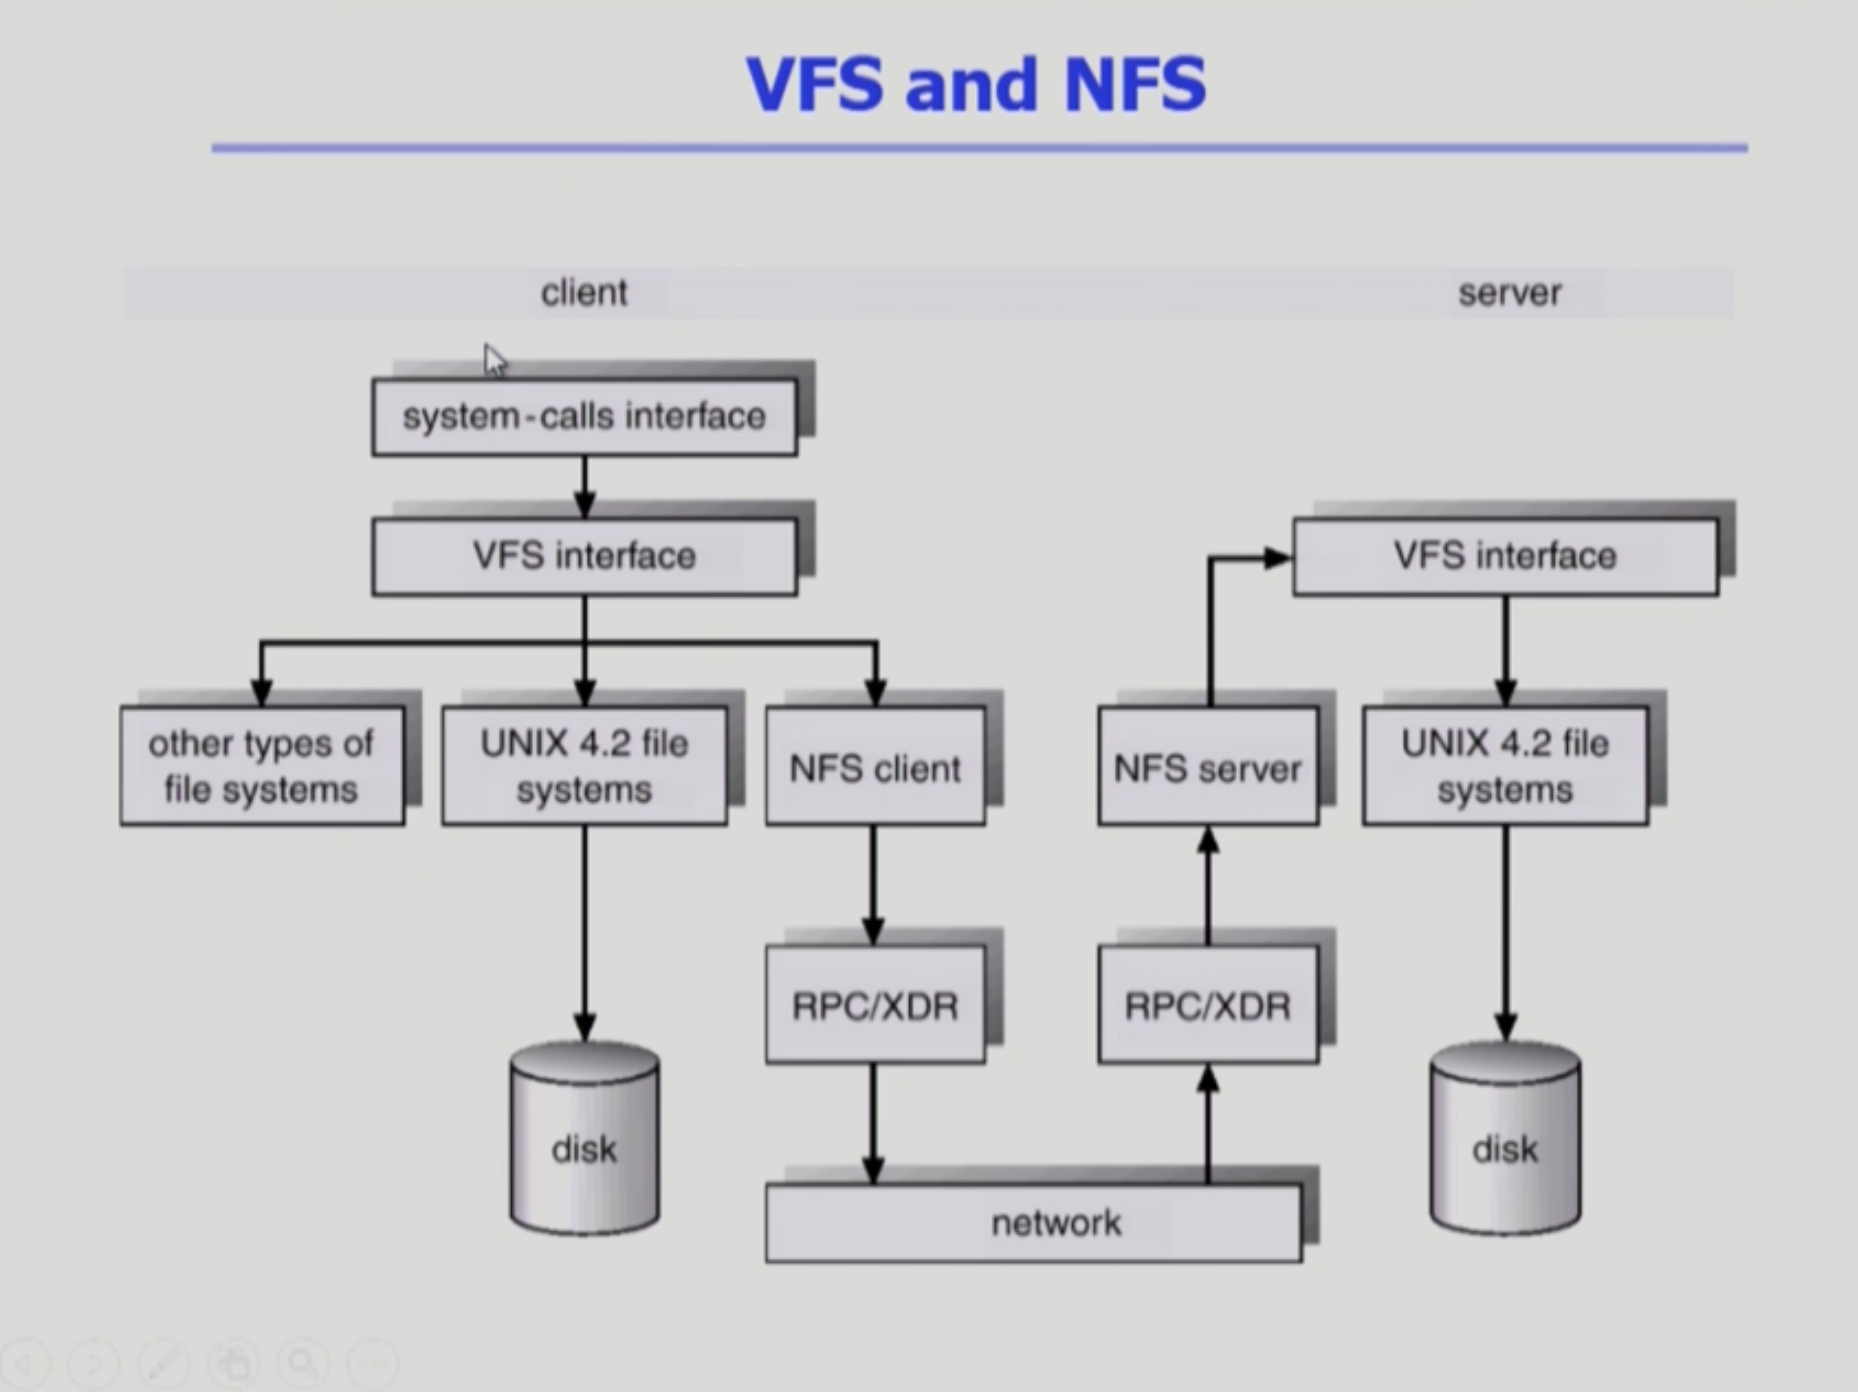 VFS and NFS
client
server
system-calls interface
VFS interface
VFS interface
other types of
file systems
UNIX 4.2 file
systems
NFS client
NFS server
UNIX 4.2 file
systems
RPC/XDR
RPC/XDR
disk
disk
network